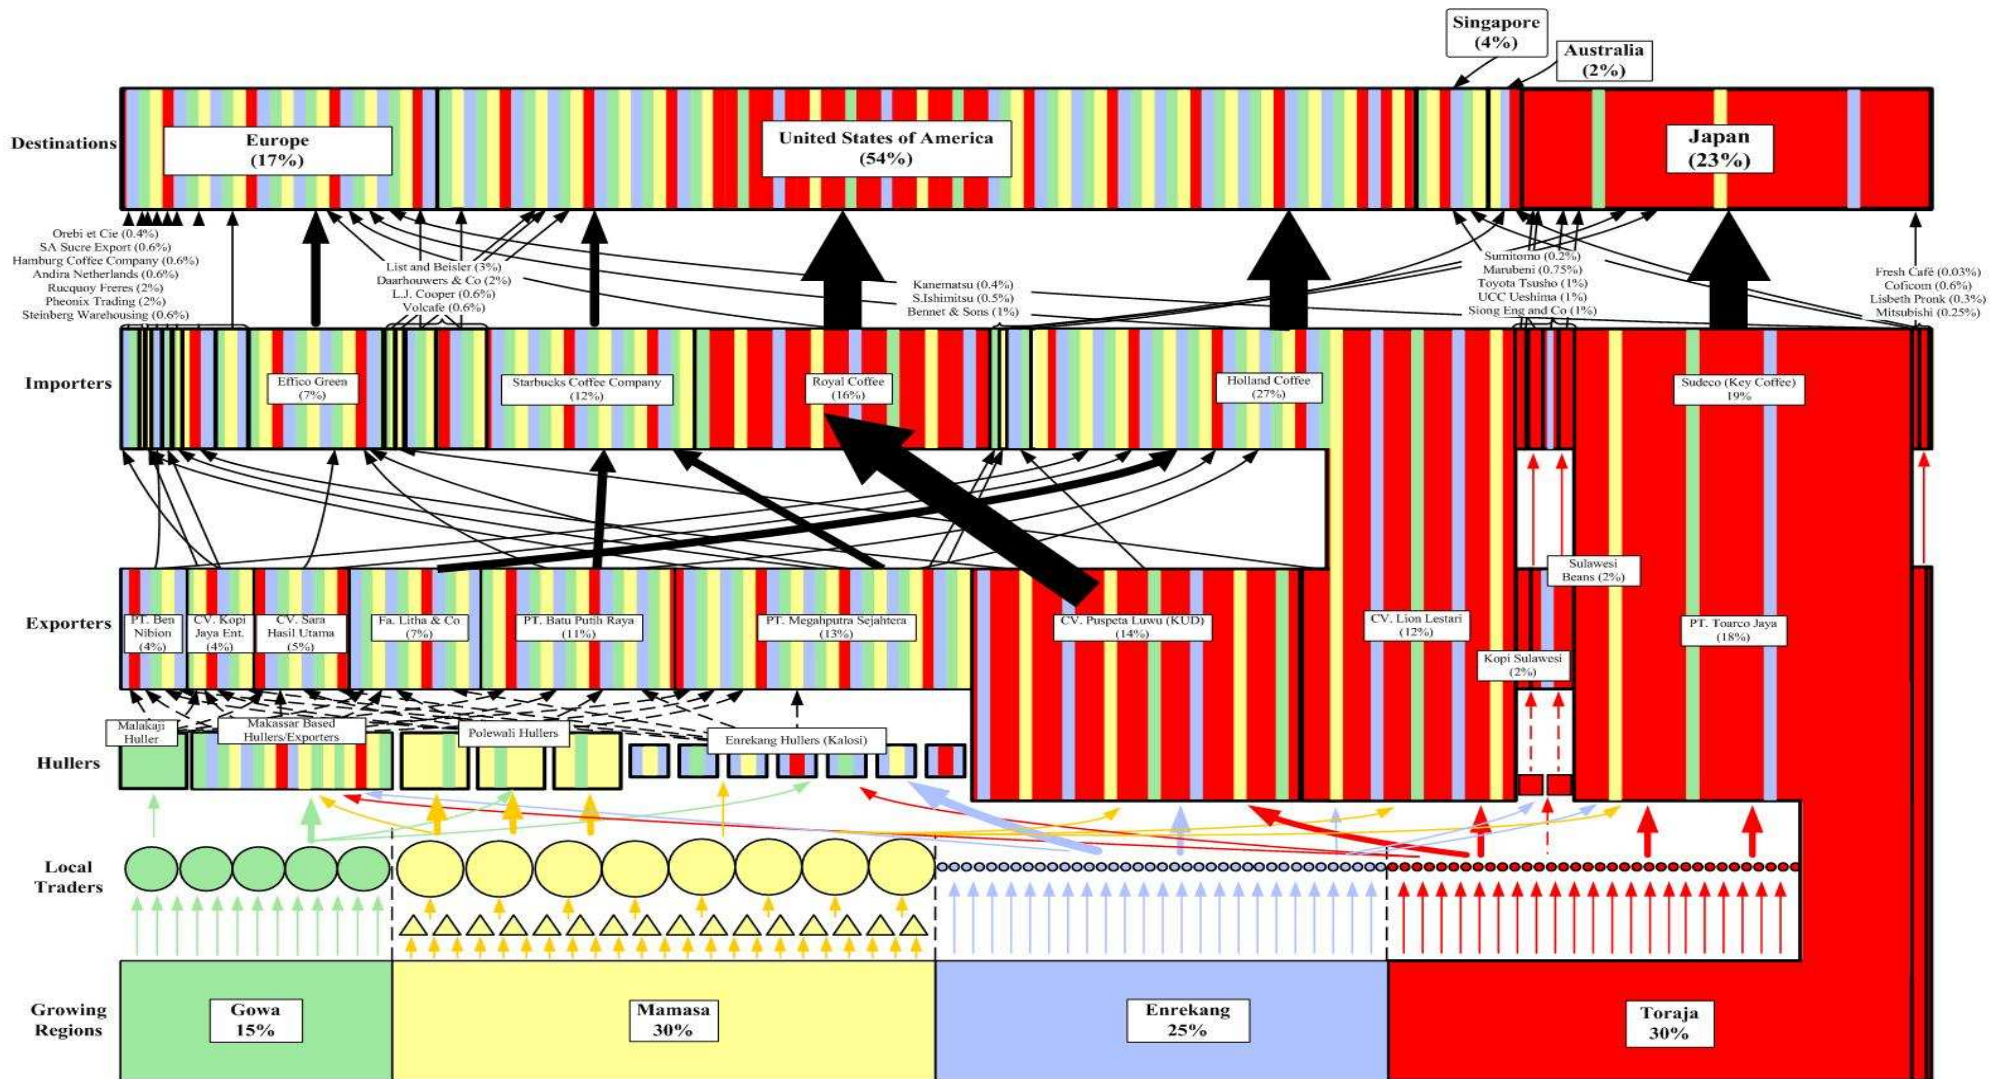 Singapore
(4%)
Australia
(2%)
Destinations
Europe
(17%)
United States of America
(54%)
Japan
(23%)
Orebi et Cie (0.4%)
SA Sucre Export (0.6%)
Hamburg Coffee Company (0.6%)
Andira Netherlands (0.6%)
Rucquoy Freres (2%)
Pheonix Trading (2%)
Steinberg Warehousing (0.6%)
List and Beisler (3%)
Daarhouwers & Co (2%)
L.J. Cooper (0.6%)
Volcafe (0.6%)
Kanematsu (0.4%)
S.Ishimitsu (0.5%)
Bennet & Sons (1%)
Sumitomo (0.2%)
Marubeni (0.75%)
Toyota Tsusho (1%)
UCC Ueshima (1%)
Siong Eng and Co (1%)
Fresh Café (0.03%)
Coficom (0.6%)
Lisbeth Pronk (0.3%)
Mitsubishi (0.25%)
Importers
Effico Green
(7%)
Starbucks Coffee Company
(12%)
Royal Coffee
(16%)
Holland Coffee
(27%)
Sudeco (Key Coffee)
19%
Exporters
PT. Ben
Nibion
(4%)
CV. Kopi
Jaya Ent.
(4%)
CV. Sara
Hasil Utama
(5%)
Fa. Litha & Co
(7%)
PT. Batu Putih Raya
(11%)
PT. Megahputra Sejahtera
(13%)
CV. Puspeta Luwu (KUD)
(14%)
CV. Lion Lestari
(12%)
Sulawesi
Beans (2%)
Kopi Sulawesi
(2%)
PT. Toarco Jaya
(18%)
Hullers
Malakaji
Huller
Makassar Based
Hullers/Exporters
Polewali Hullers
Enrekang Hullers (Kalosi)
Local
Traders
Growing
Regions
Gowa
15%
Mamasa
30%
Enrekang
25%
Toraja
30%